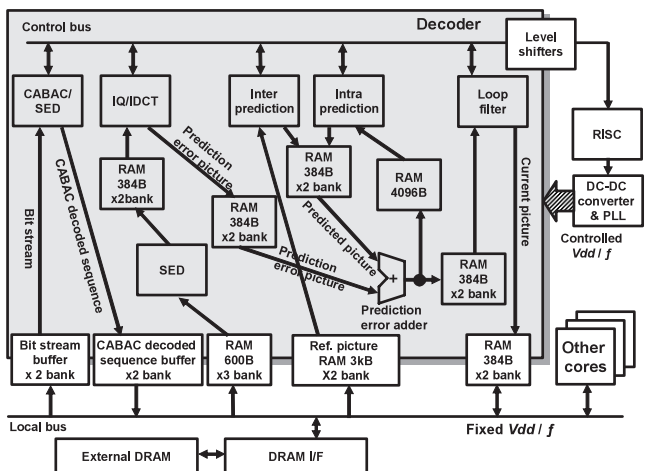 Decoder
Control bus
Level
shifters
CABAC/
SED
IQ/IDCT
Inter
prediction
Intra
prediction
Loop
filter
RISC
RAM
384B
x2bank
Prediction
error picture
RAM
384B
x2 bank
RAM
4096B
DC-DC
converter
& PLL
Controlled
Vdd / f
Bit stream
CABAC decoded
sequence
RAM
384B
x2 bank
Predicted picture
Current picture
SED
Prediction
error picture
+
Prediction
error adder
RAM
384B
x2 bank
Bit stream
buffer
x 2 bank
CABAC decoded
sequence buffer
x2 bank
RAM
600B
x3 bank
Ref. picture
RAM 3kB
X2 bank
RAM
384B
x2 bank
Other
cores
Local bus
Fixed Vdd / f
External DRAM
DRAM I/F